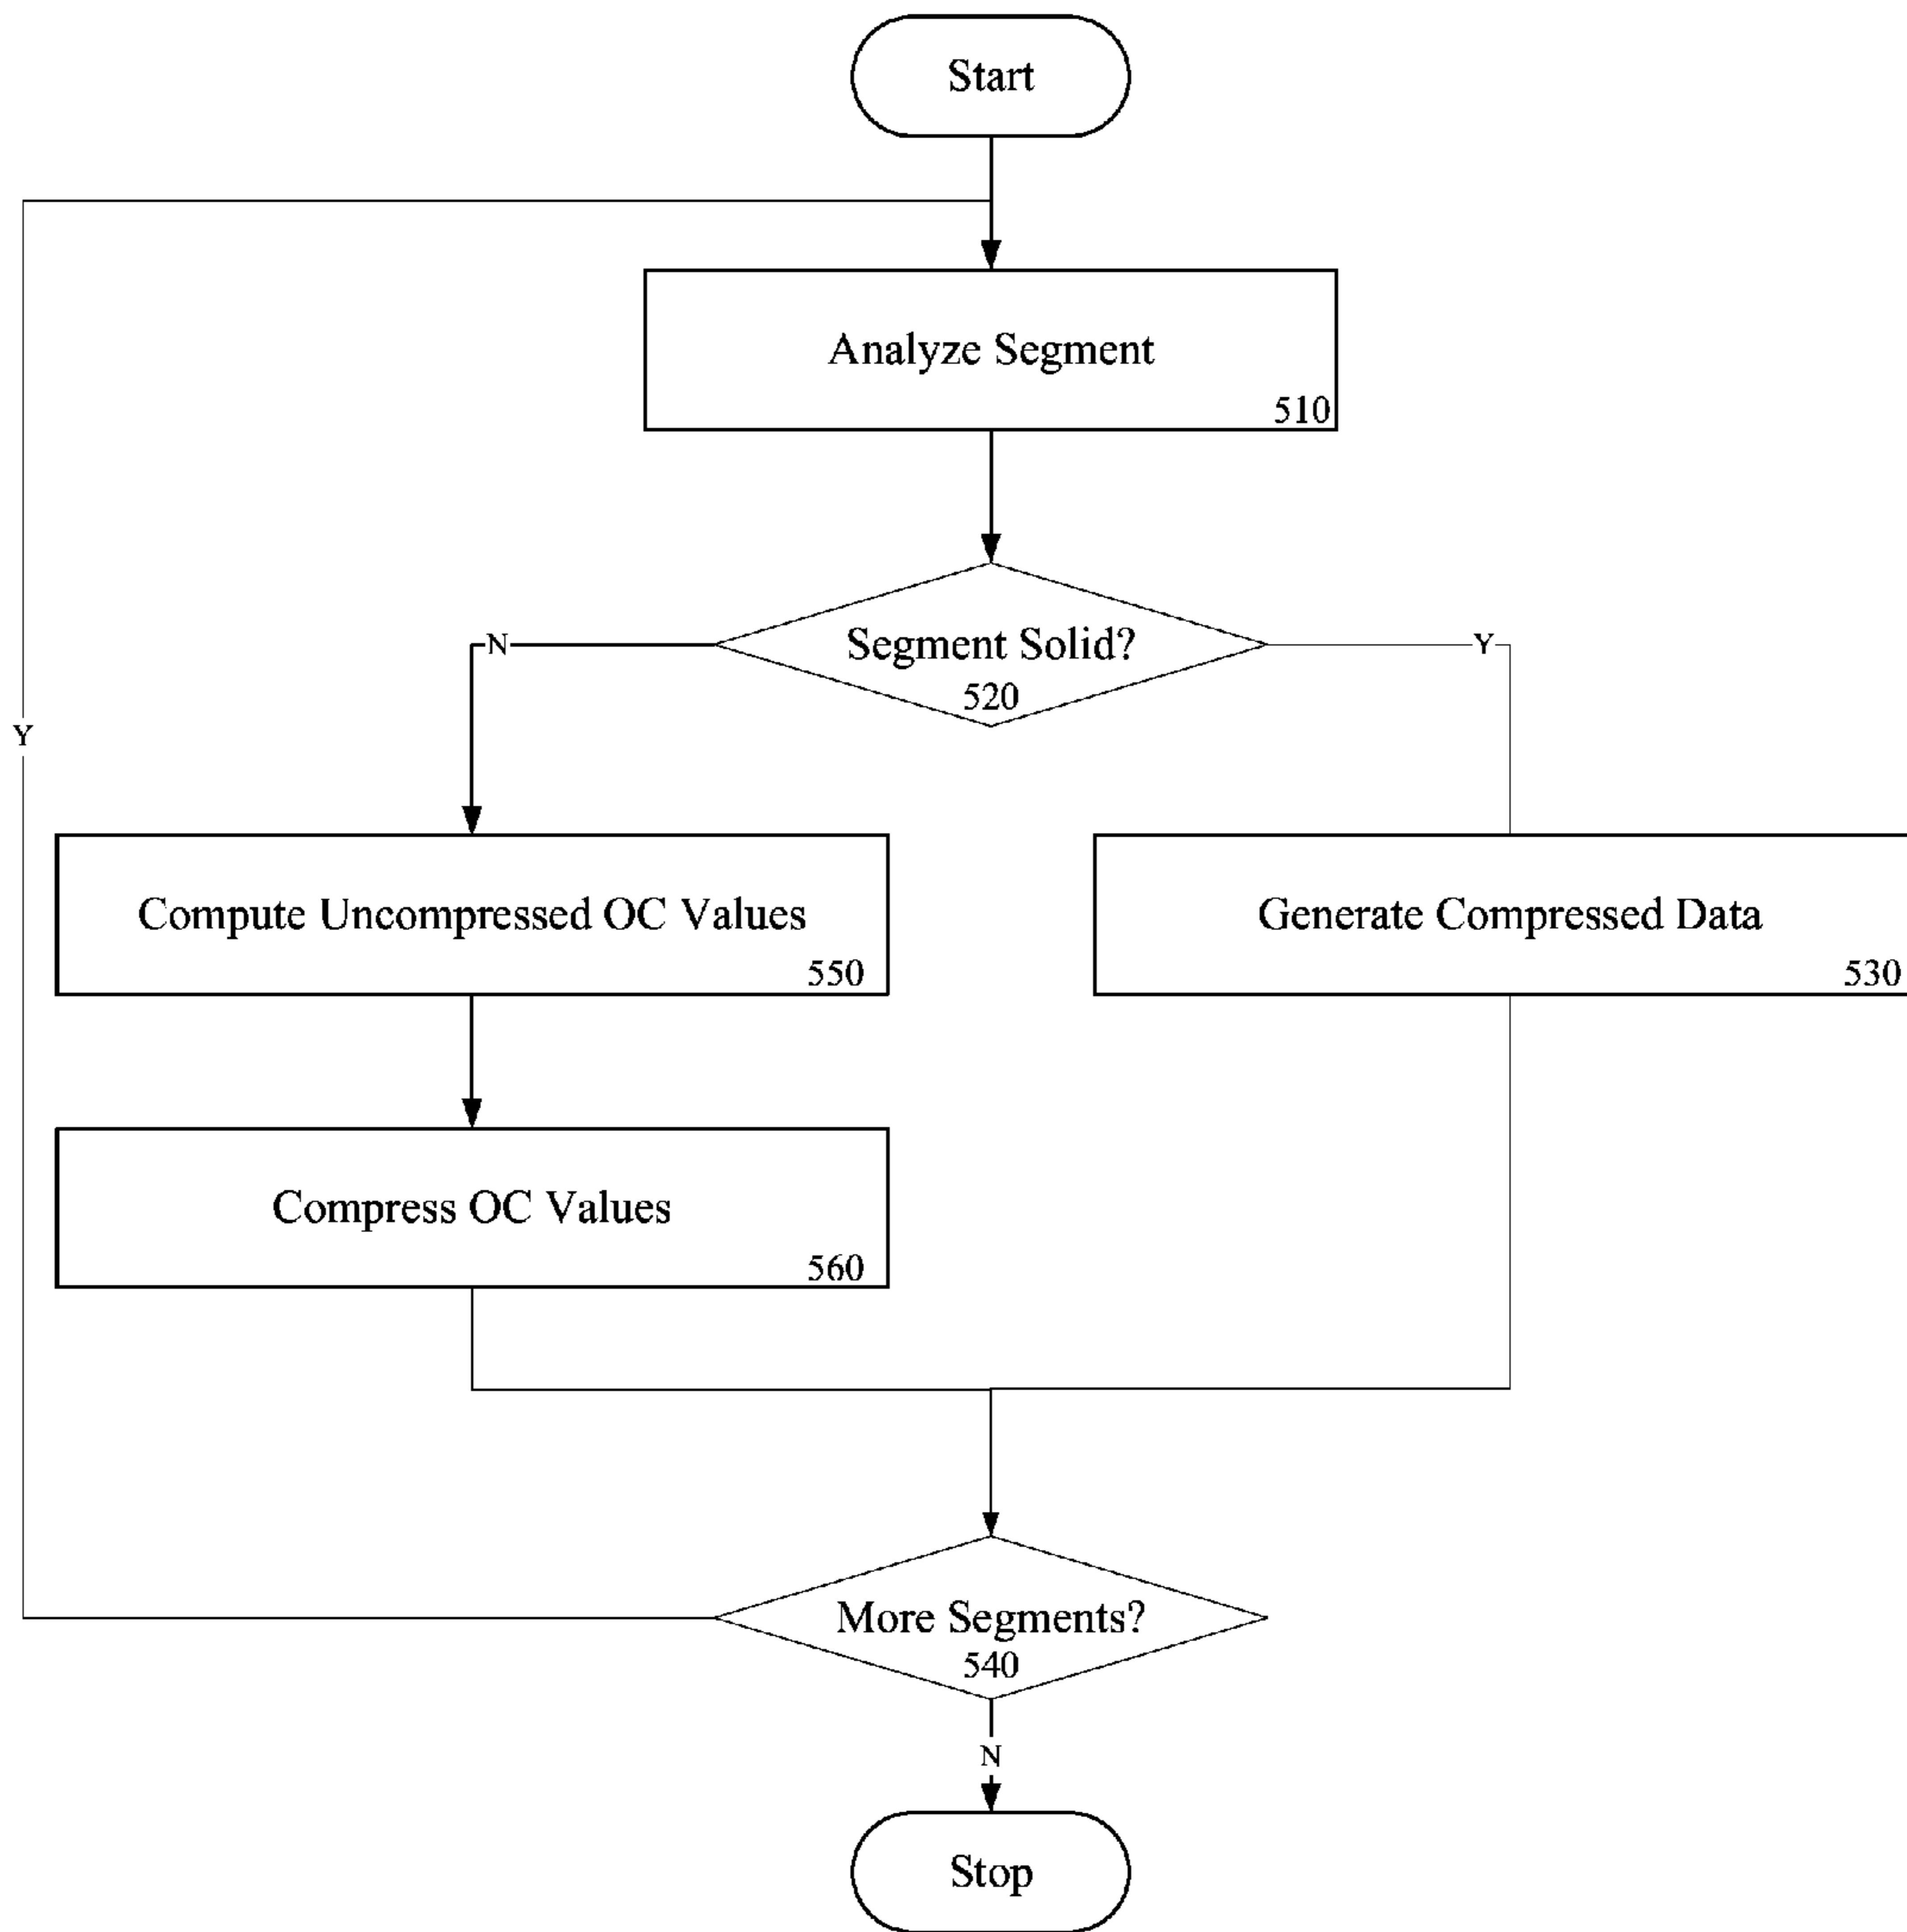 Start
Analyze Segment
510
N
Segment Solid?
520
Y
Y
Compute Uncompressed OC Values
550
Generate Compressed Data
530
Compress OC Values
560
More Segments?
540
N
Stop